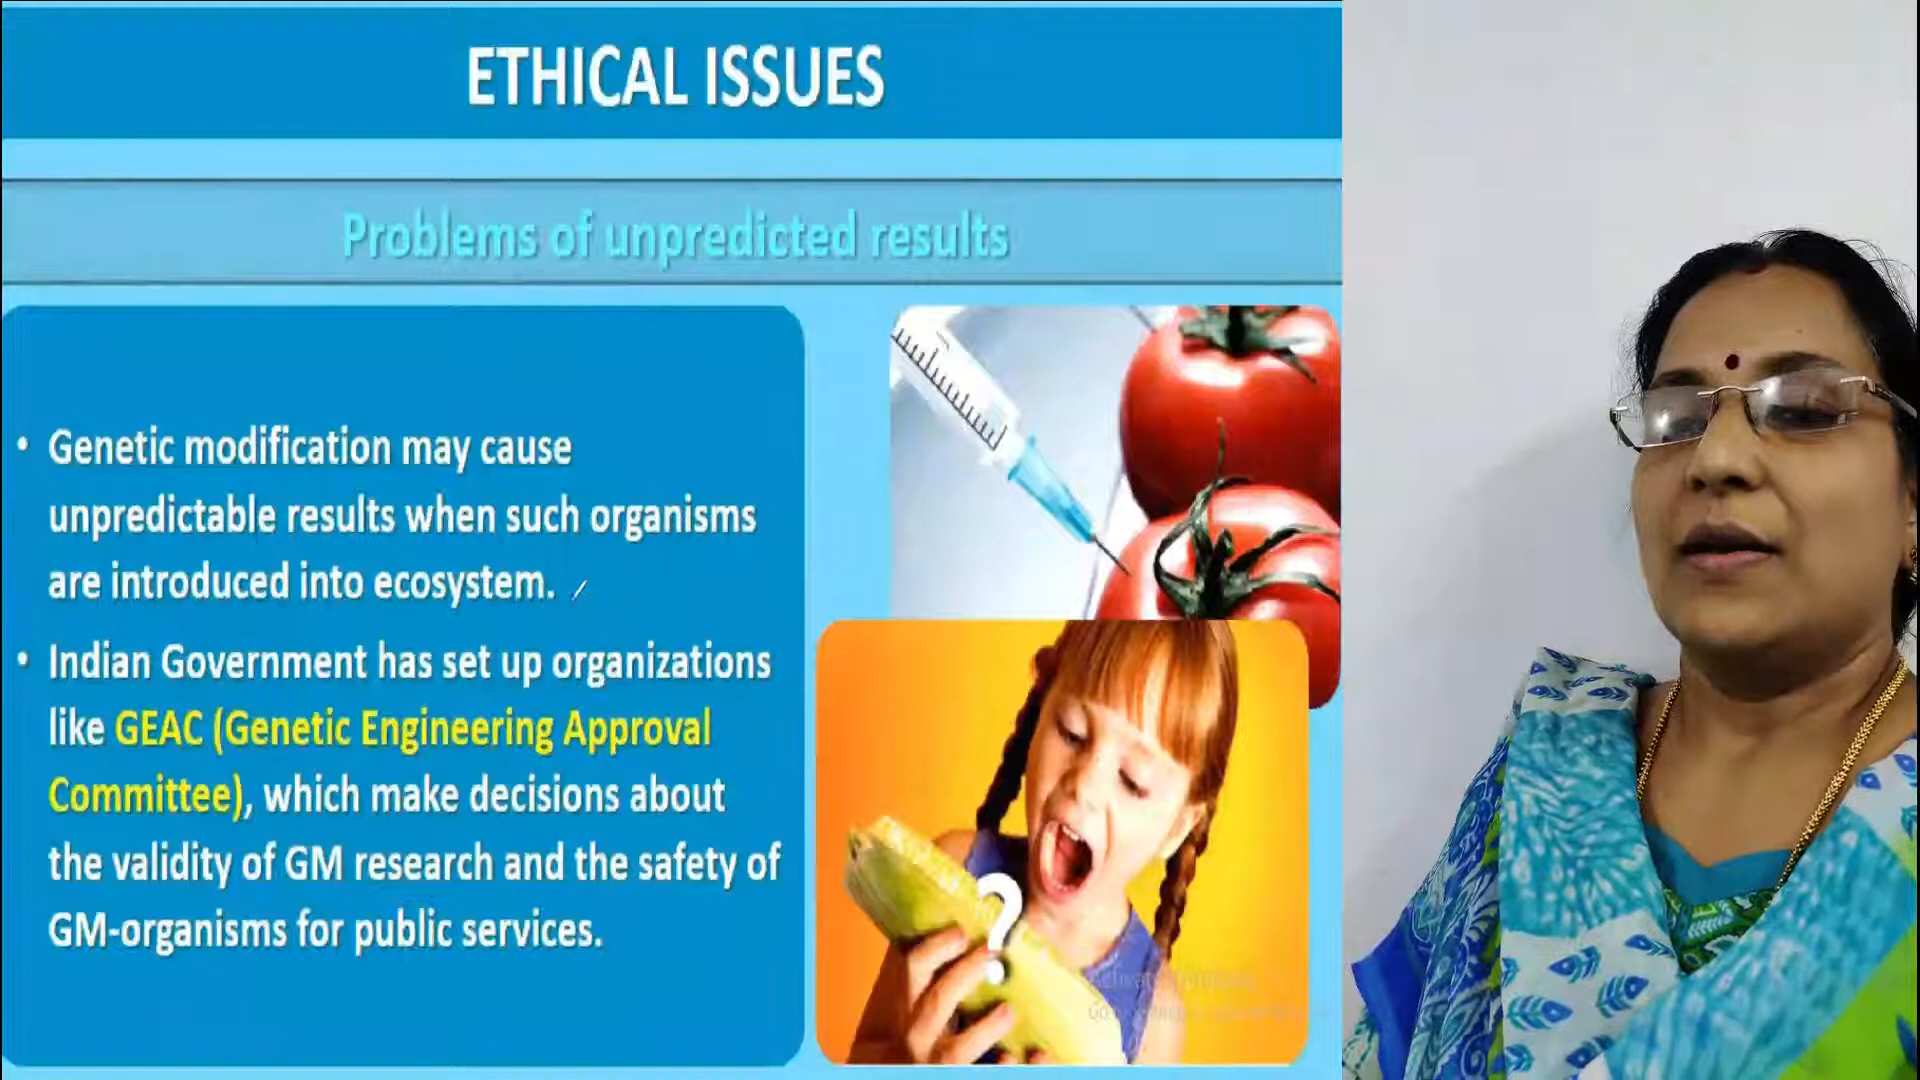 ETHICAL ISSUES
Problems of unpredicted results
• Genetic modification may cause
unpredictable results when such organisms
are introduced into ecosystem.
• Indian Government has set up organizations
like GEAC (Genetic Engineering Approval
Committee), which make decisions about
the validity of GM research and the safety of
GM-organisms for public services.
?